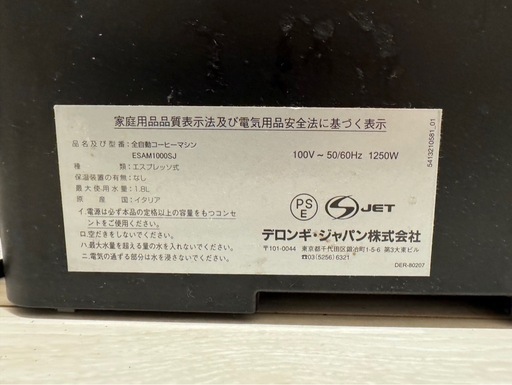 家庭用品品質表示法及び電気用品安全法に基づく表示
品名及び型番：全自動コーヒーマシン
ESAM1000SJ
100V～50/60Hz 1250W
種類：エスプレッソ式
保温装置の有無：なし
最大使用水量：1.8L
原産国：イタリア
イ.電源は必ず本品の定格以上の容量をもつコンセ
ントをご使用ください。
ロ.空だきをしないでください。
ハ.最大水量を超える量の水を入れないでください。
ニ.電気の通ずる部分は水を浸さないでください。
PS
E
S JET
デロンギ・ジャパン株式会社
〒101-0044 東京都千代田区鍛冶町1-5-6 第3大東ビル
☎03(5256)6321
DER-80207
5413210581_01